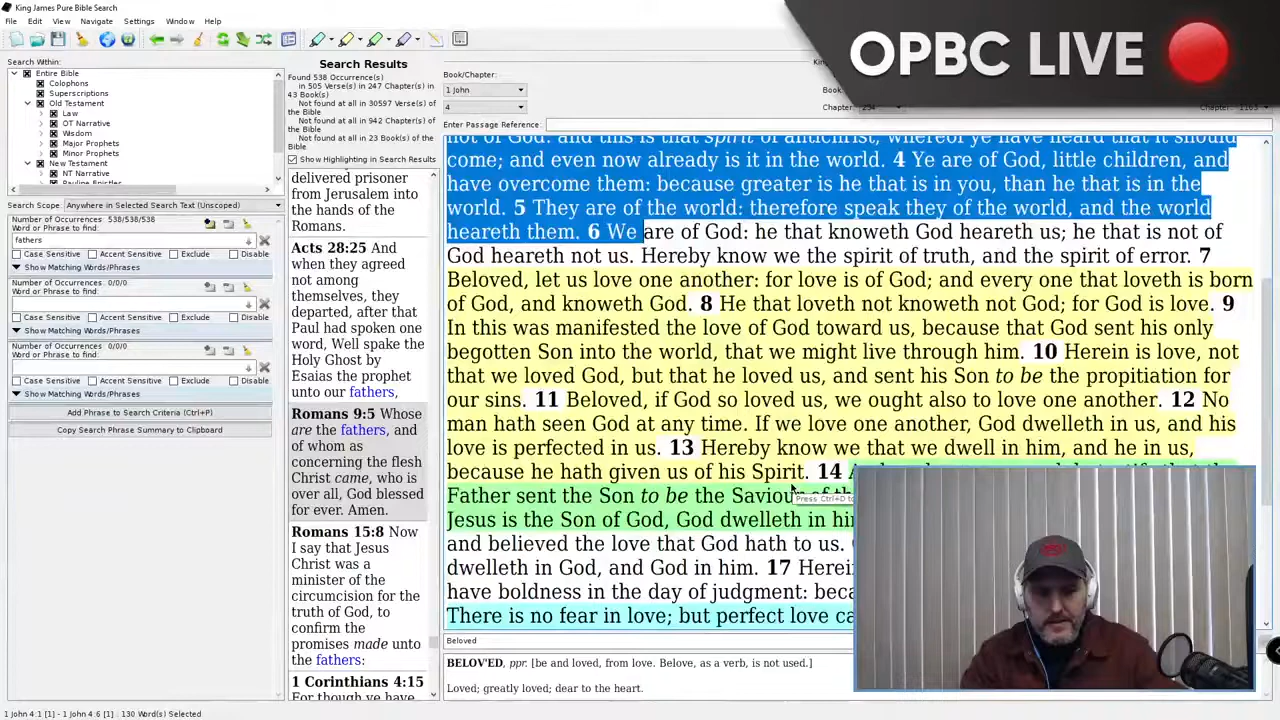 King James Pure Bible Search
File Edit View Navigate Settings Window Help
OPBC LIVE
Search Within:
Entire Bible
Colophons
Superscriptions
Old Testament
Law
OT Narrative
Wisdom
Major Prophets
Minor Prophets
New Testament
NT Narrative
Pauline Epistles
Search Scope: Anywhere in Selected Search Text (Unscoped)
Number of Occurrences 538/538/538
Word or Phrase to find:
fathers
Case Sensitive Accent Sensitive Exclude Disable
Show Matching Words/Phrases
Number of Occurrences 0/0/0
Word or Phrase to find:
Case Sensitive Accent Sensitive Exclude Disable
Show Matching Words/Phrases
Number of Occurrences 0/0/0
Word or Phrase to find:
Case Sensitive Accent Sensitive Exclude Disable
Show Matching Words/Phrases
Add Phrase to Search Criteria (Ctrl+P)
Copy Search Phrase Summary to Clipboard
Search Results
Found 538 Occurrence(s)
in 505 Verse(s) in 247 Chapter(s) in
43 Book(s)
Not found at all in 30597 Verse(s) of
the Bible
Not found at all in 942 Chapter(s) of
the Bible
Not found at all in 23 Book(s) of the
Bible
Show Highlighting in Search Results
delivered prisoner
from Jerusalem into
the hands of the
Romans.
Acts 28:25 And
when they agreed
not among
themselves, they
departed, after that
Paul had spoken one
word, Well spake the
Holy Ghost by
Esaias the prophet
unto our fathers,
Romans 9:5 Whose
are the fathers, and
of whom as
concerning the flesh
Christ came, who
is over all, God blessed
for ever. Amen.
Romans 15:8 Now
I say that Jesus
Christ was a
minister of the
circumcision for the
truth of God, to
confirm the
promises made unto
the fathers:
1 Corinthians 4:15
For though ye have
Book/Chapter:
1 John
4
Chapter:
Enter Passage Reference:
not of God: and this is that spirit of antichrist, whereof ye have heard that it should
come; and even now already is it in the world. 4 Ye are of God, little children, and
have overcome them: because greater is he that is in you, than he that is in the
world. 5 They are of the world: therefore speak they of the world, and the world
heareth them. 6 We are of God: he that knoweth God heareth us; he that is not of
God heareth not us. Hereby know we the spirit of truth, and the spirit of error. 7
Beloved, let us love one another: for love is of God; and every one that loveth is born
of God, and knoweth God. 8 He that loveth not knoweth not God; for God is love. 9
In this was manifested the love of God toward us, because that God sent his only
begotten Son into the world, that we might live through him. 10 Herein is love, not
that we loved God, but that he loved us, and sent his Son to be the propitiation for
our sins. 11 Beloved, if God so loved us, we ought also to love one another. 12 No
man hath seen God at any time. If we love one another, God dwelleth in us, and his
love is perfected in us. 13 Hereby know we that we dwell in him, and he in us,
because he hath given us of his Spirit. 14
Father sent the Son to be the Saviour of
Press Ctrl+D to
Jesus is the Son of God, God dwelleth in him
and believed the love that God hath to us.
dwelleth in God, and God in him. 17 Herein
have boldness in the day of judgment:
There is no fear in love; but perfect love
Beloved
BELOV'ED, ppr. [be and loved, from love. Belove, as a verb, is not used.]
Loved; greatly loved; dear to the heart.
1 John 4:1 [1] - 1 John 4:6 [1] 130 Word(s) Selected